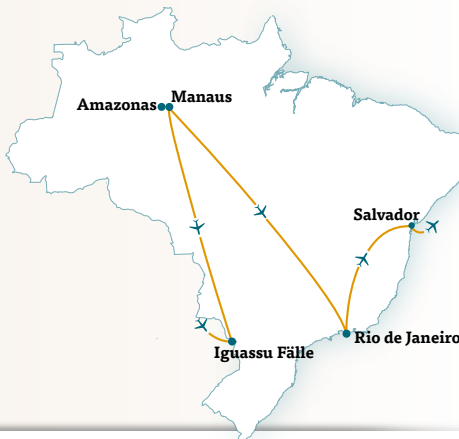 Amazonas
Manaus
Salvador
Rio de Janeiro
Iguassu Fälle